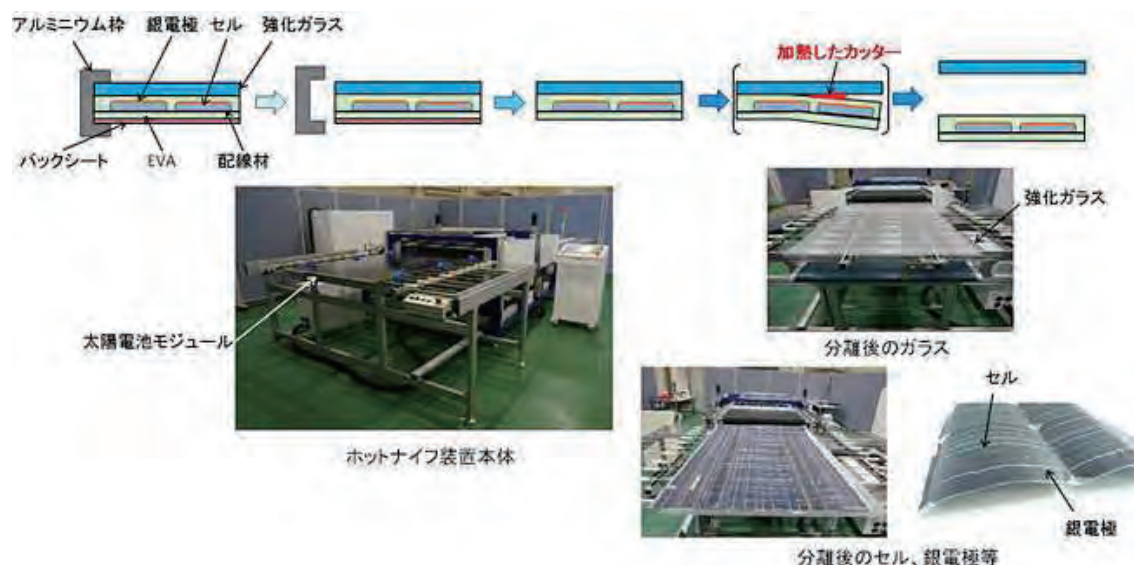 アルミニウム枠
銀電極
セル
強化ガラス
加熱したカッター
バックシート
EVA
配線材
強化ガラス
太陽電池モジュール
分離後のガラス
ホットナイフ装置本体
セル
銀電極
分離後のセル、銀電極等